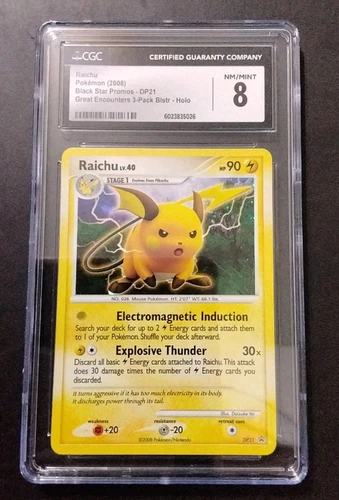 CGC
CERTIFIED GUARANTY COMPANY
Raichu
Pokémon (2008)
Black Star Promos - DP21
Great Encounters 3-Pack Blstr - Holo
NM/MINT
8
6023835026
Raichu LV.40
HP 90
STAGE 1 Evolves from Pikachu
NO. 026 Mouse Pokémon HT: 2'07" WT: 66.1 lbs.
Electromagnetic Induction
Search your deck for up to 2 Energy cards and attach them
to 1 of your Pokémon. Shuffle your deck afterward.
Explosive Thunder 30x
Discard all basic Energy cards attached to Raichu. This attack
does 30 damage times the number of Energy cards you
discarded.
It turns aggressive if it has too much electricity in its body.
It discharges power through its tail.
Illus. Daisuke Ito
weakness
resistance
retreat cost
+20
-20
©2008 Pokémon/Nintendo
DP21